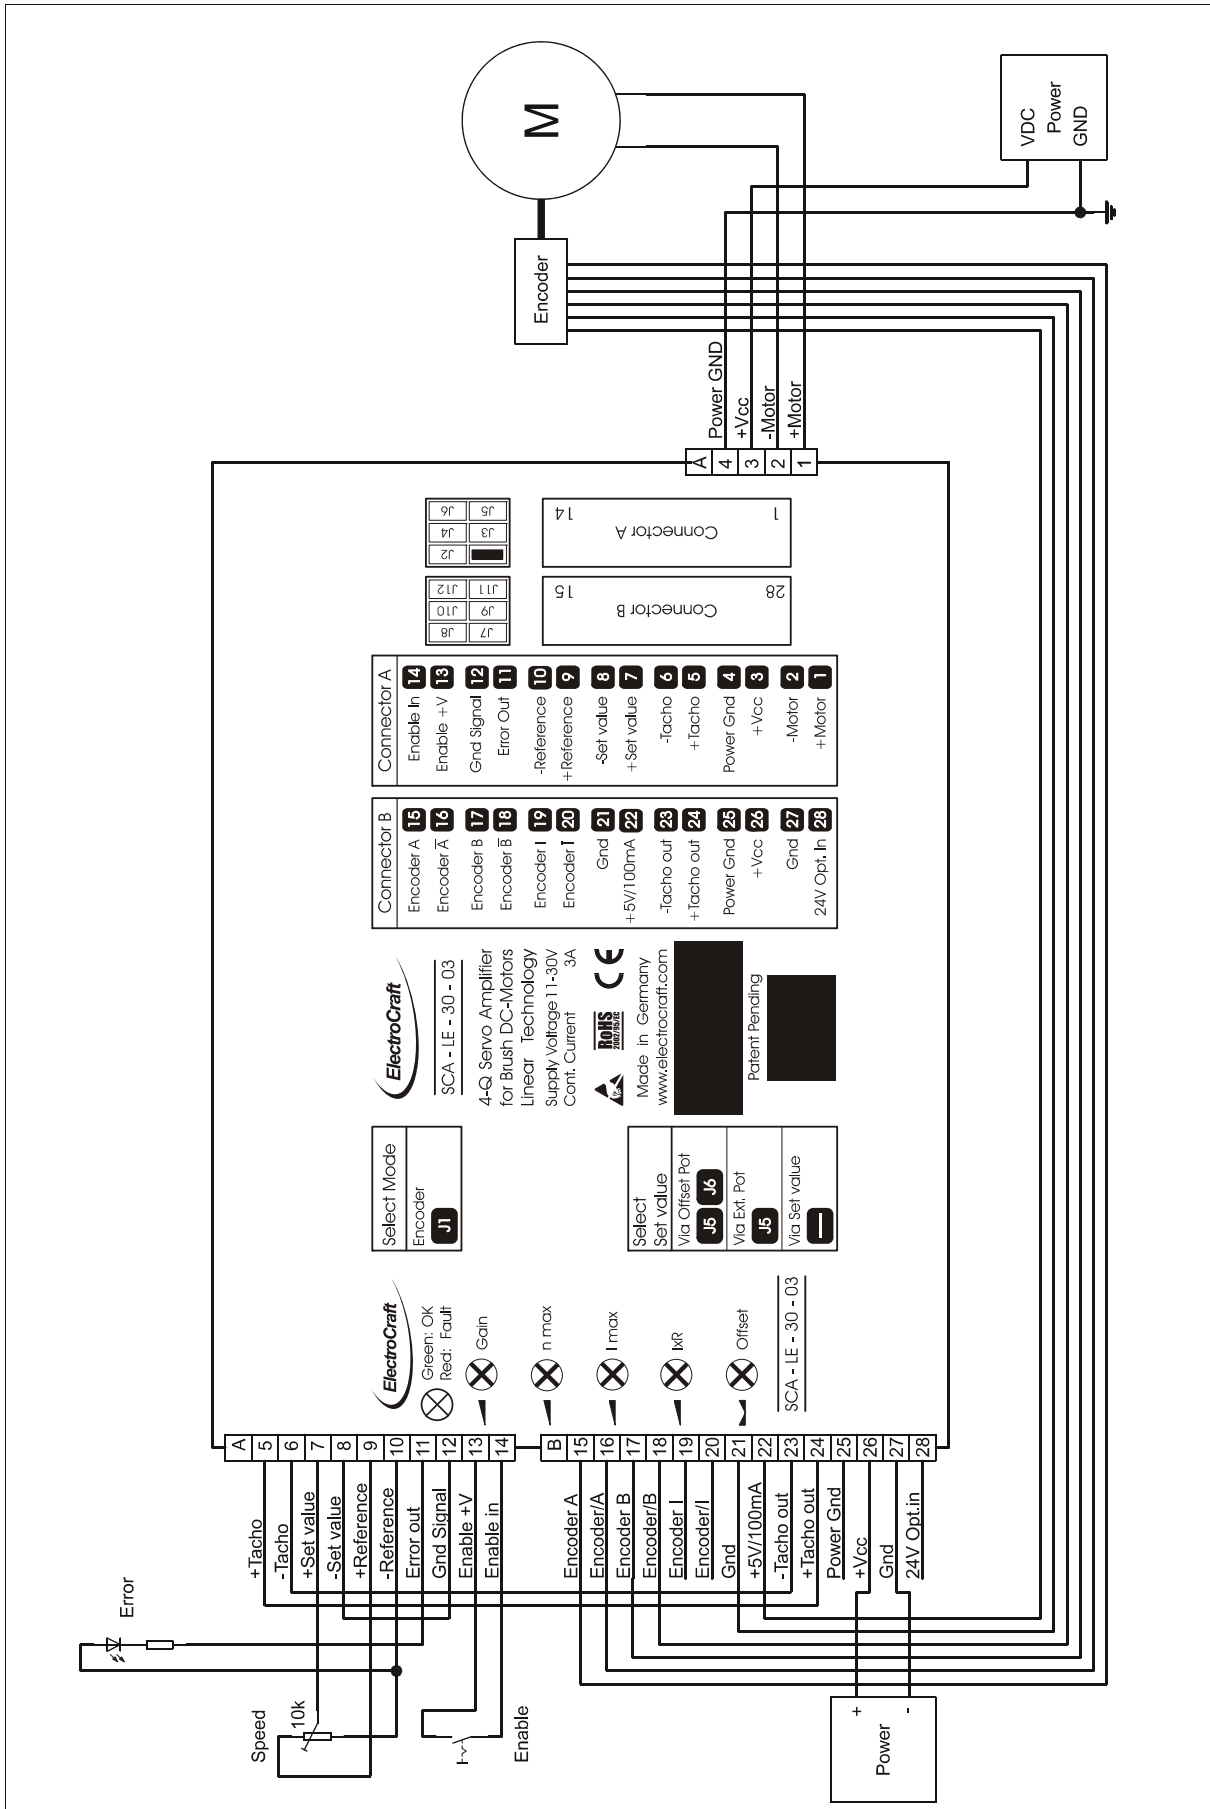 M
VDC
Power
GND
Encoder
Power GND
+Vcc
-Motor
+Motor
A
4
3
2
1
J6
J4
J2
J5
J3
J12
J10
J8
J11
J9
J7
14
Connector A
1
15
Connector B
28
Connector A
Enable In 14
Enable +V 13
Gnd Signal 12
Error Out 11
-Reference 10
+Reference 9
-Set value 8
+Set value 7
-Tacho 6
+Tacho 5
Power Gnd 4
+Vcc 3
-Motor 2
+Motor 1
Connector B
Encoder A 15
Encoder A̅ 16
Encoder B 17
Encoder B̅ 18
Encoder I 19
Encoder I̅ 20
Gnd 21
+5V/100mA 22
-Tacho out 23
+Tacho out 24
Power Gnd 25
+Vcc 26
Gnd 27
24V Opt. In 28
ElectroCraft
SCA - LE - 30 - 03
4-Q Servo Amplifier
for Brush DC-Motors
Linear Technology
Supply Voltage 11-30V
Cont. Current 3A
RoHS
2002/95/EC
CE
Made in Germany
www.electrocraft.com
Patent Pending
Select Mode
Encoder
J1
Select
Set value
Via Offset Pot
J5 J6
Via Ext. Pot
J5
Via Set value
—
ElectroCraft
Green: OK
Red: Fault
Gain
n max
I max
IxR
Offset
SCA - LE - 30 - 03
A
5
6
7
8
9
10
11
12
13
14
B
15
16
17
18
19
20
21
22
23
24
25
26
27
28
+Tacho
-Tacho
+Set value
-Set value
+Reference
-Reference
Error out
Gnd Signal
Enable +V
Enable in
Encoder A
Encoder/A
Encoder B
Encoder/B
Encoder I
Encoder/I
Gnd
+5V/100mA
-Tacho out
+Tacho out
Power Gnd
+Vcc
Gnd
24V Opt.in
Error
Speed
10k
Enable
+
-
Power